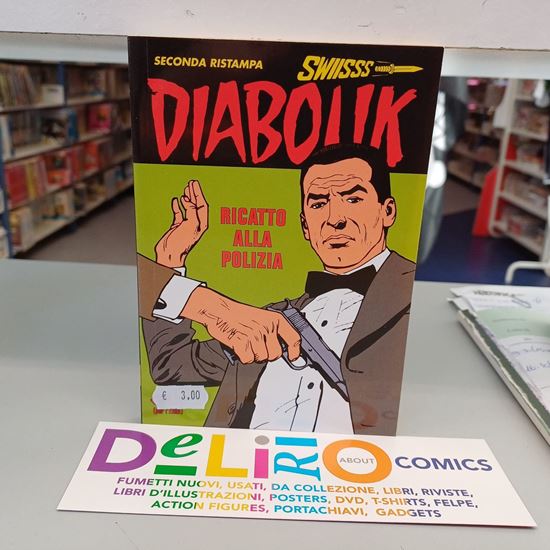 SECONDA RISTAMPA
SWIISSS
DIABOLIK
RICATTO
ALLA
POLIZIA
€ 3.00
DeLiRiO ABOUT COMICS
FUMETTI NUOVI, USATI, DA COLLEZIONE, LIBRI, RIVISTE,
LIBRI D'ILLUSTRAZIONI, POSTERS, DVD, T-SHIRTS, FELPE,
ACTION FIGURES, PORTACHIAVI, GADGETS